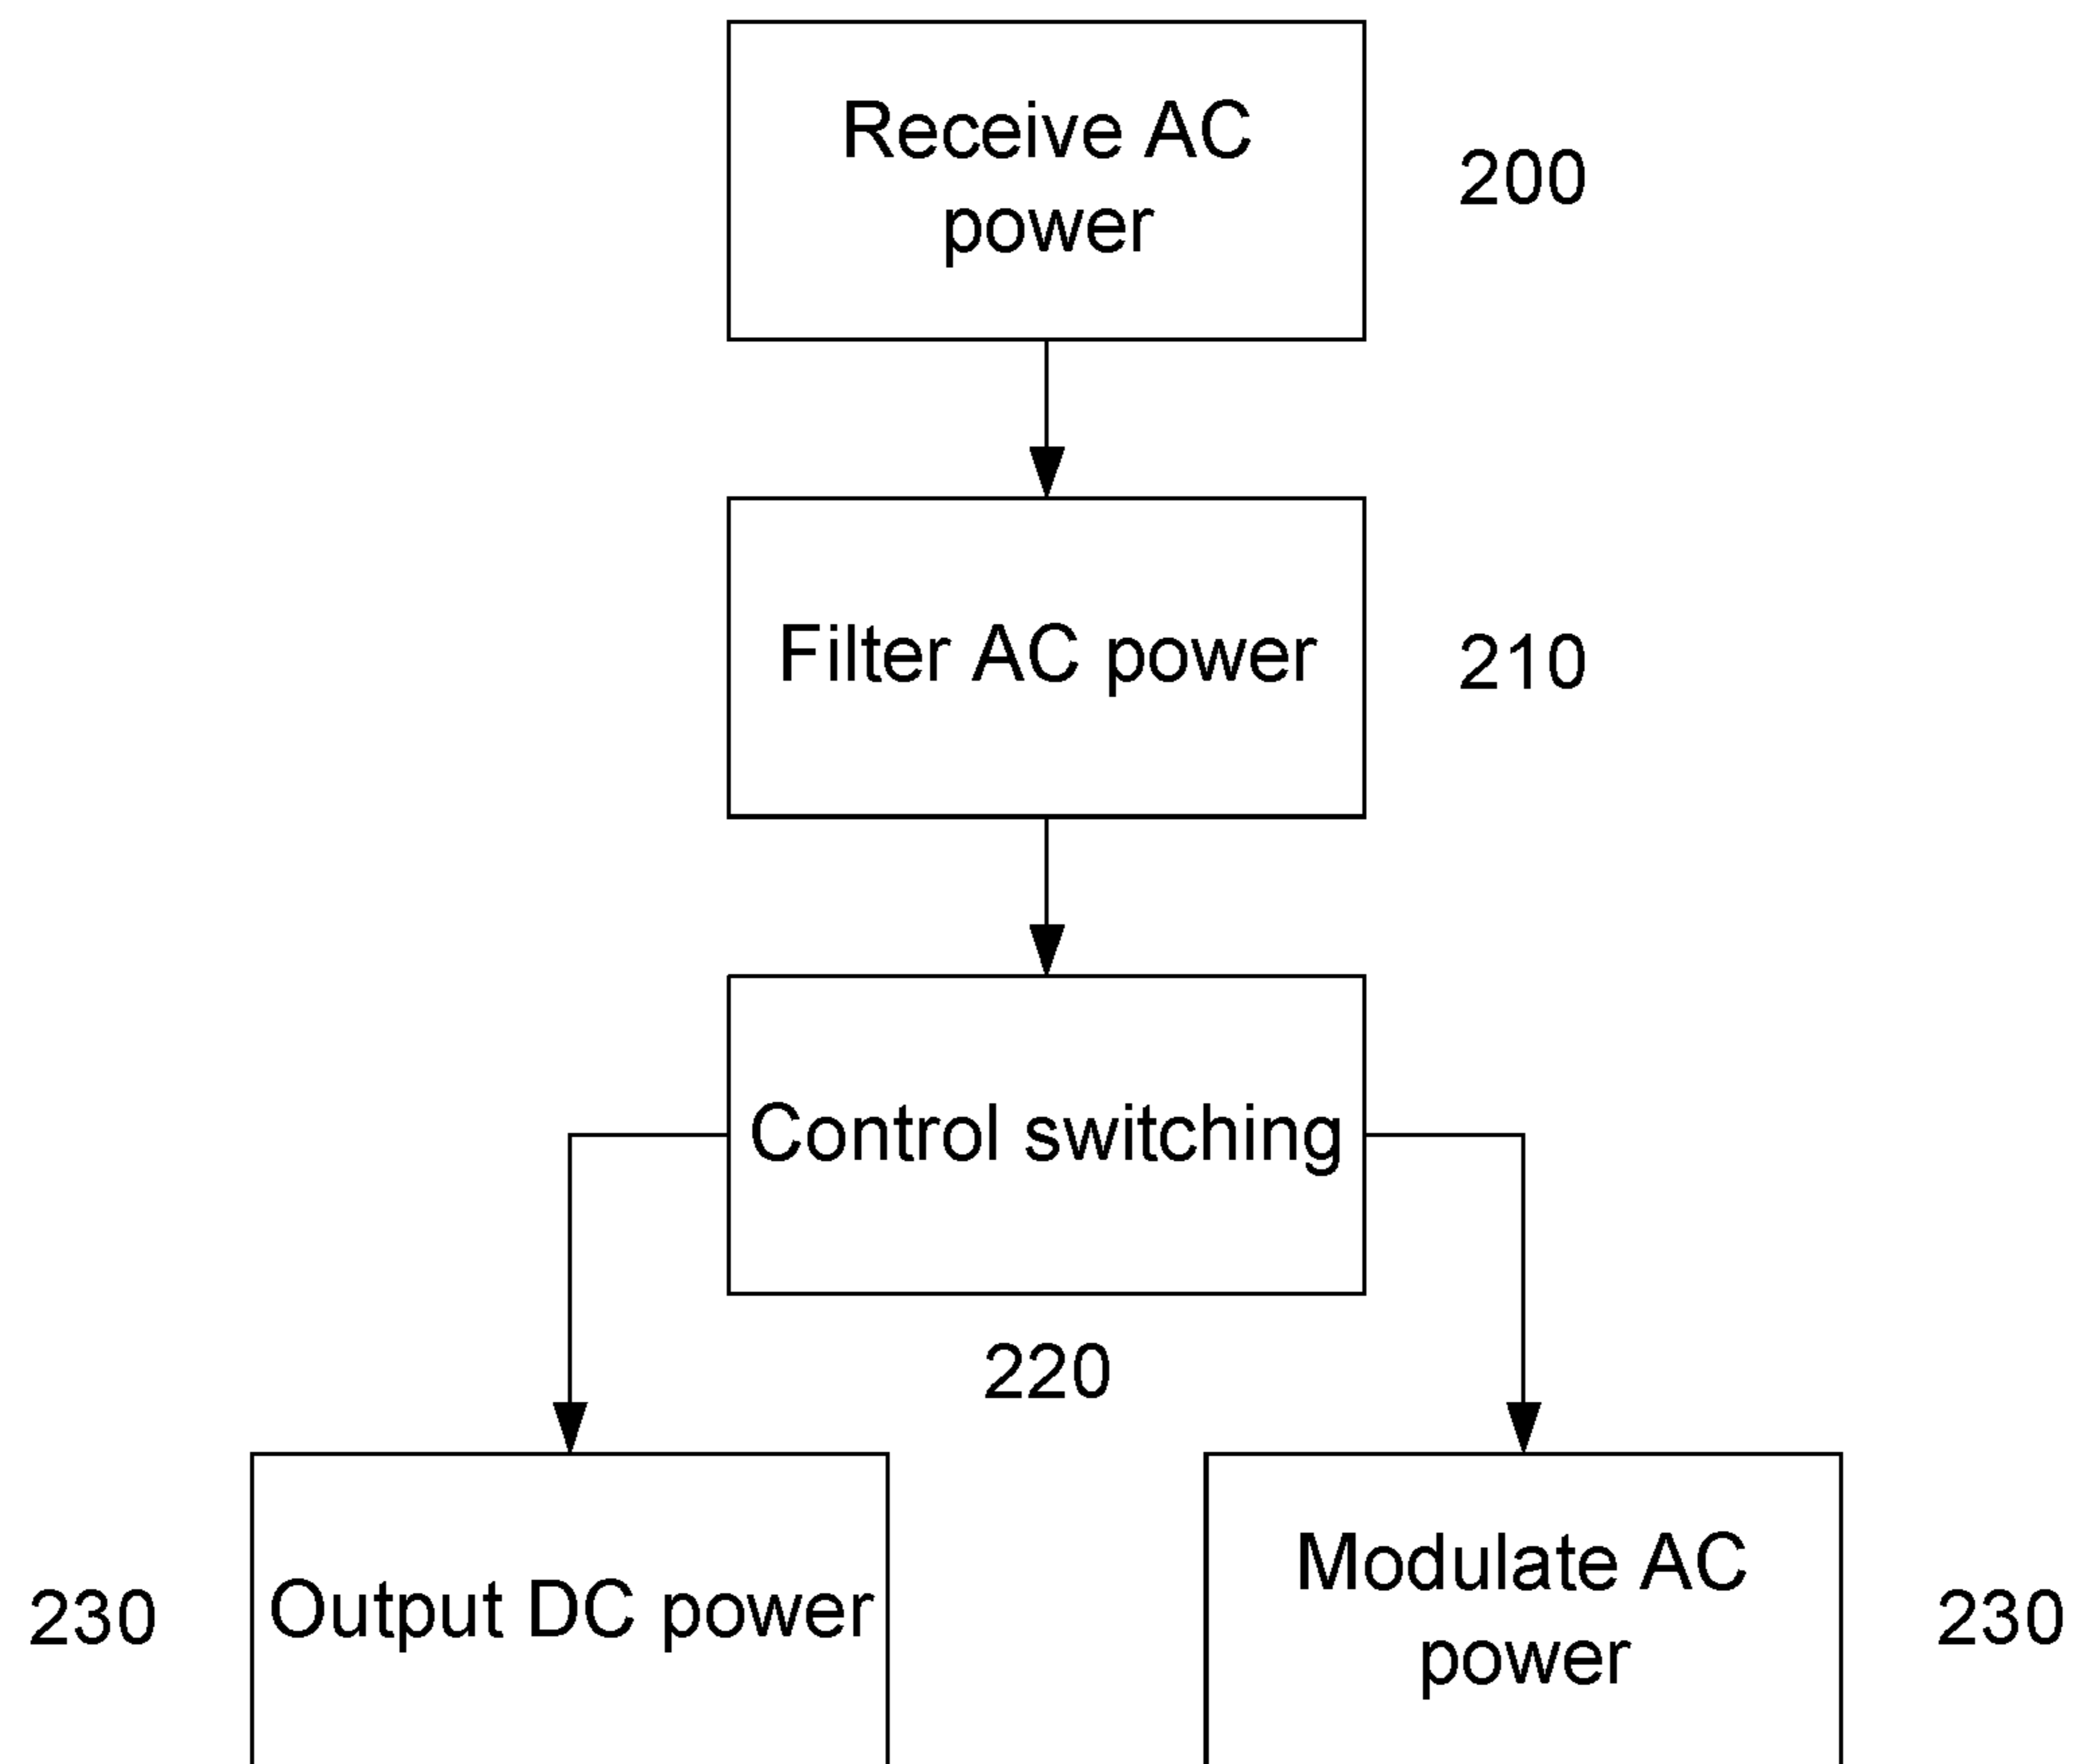 Receive AC
power
200
Filter AC power
210
Control switching
220
230
Output DC power
Modulate AC
power
230